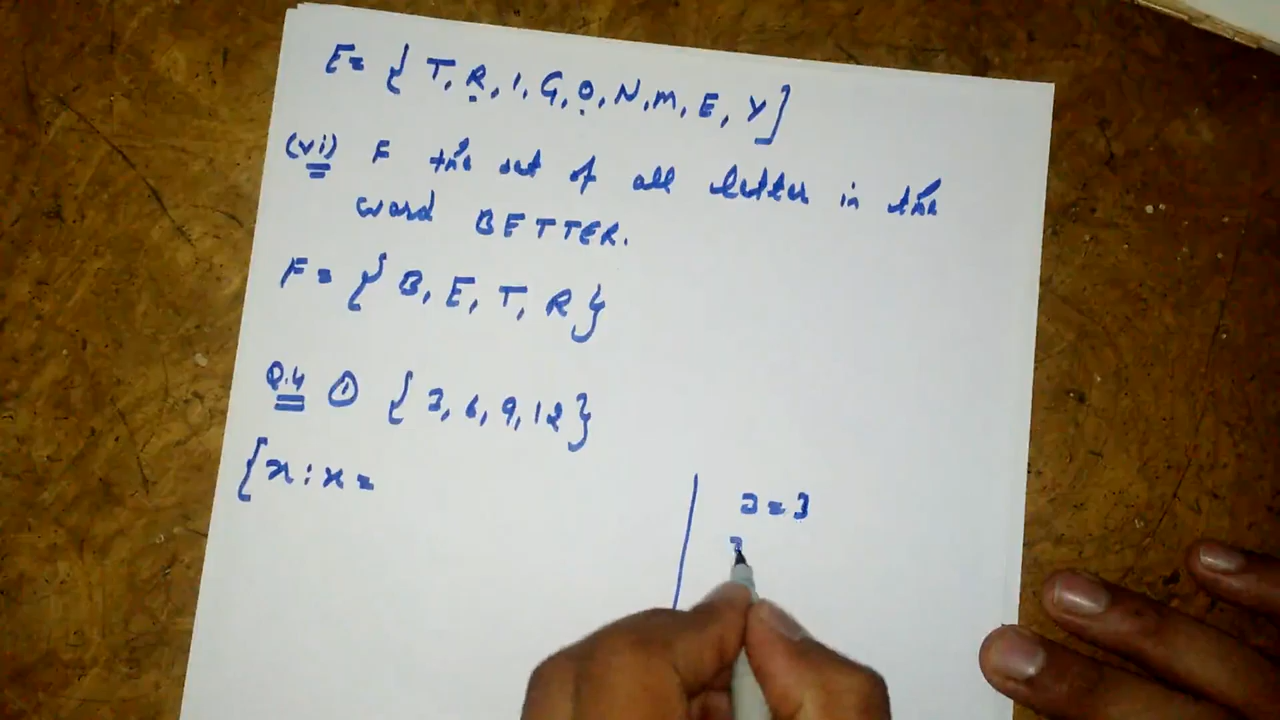 E= { T, R, I, G, O, N, M, E, Y}
(vi) F the set of all letter in the
word BETTER.
F = { B, E, T, R}
Q.4 (1) { 3, 6, 9, 12}
{x : x =
3 = 3